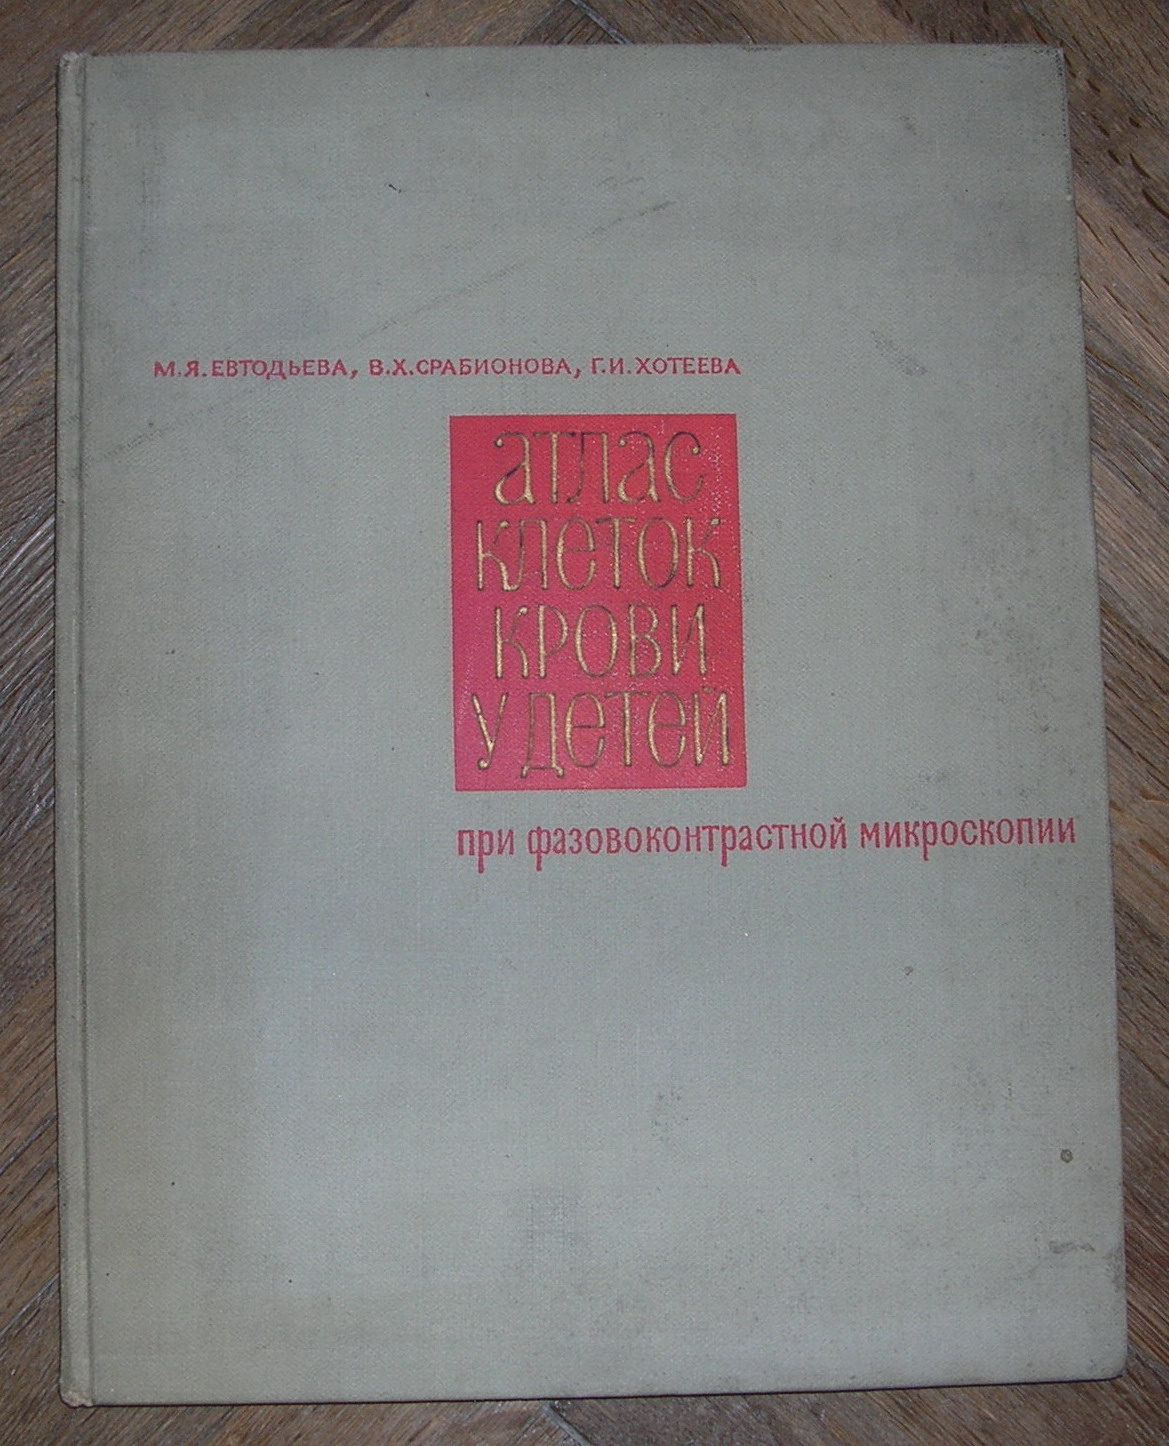 М.Я.ЕВТОДЬЕВА, В.Х.СРАБИОНОВА, Г.И.ХОТЕЕВА
атлас
клеток
крови
у детей
при фазовоконтрастной микроскопии